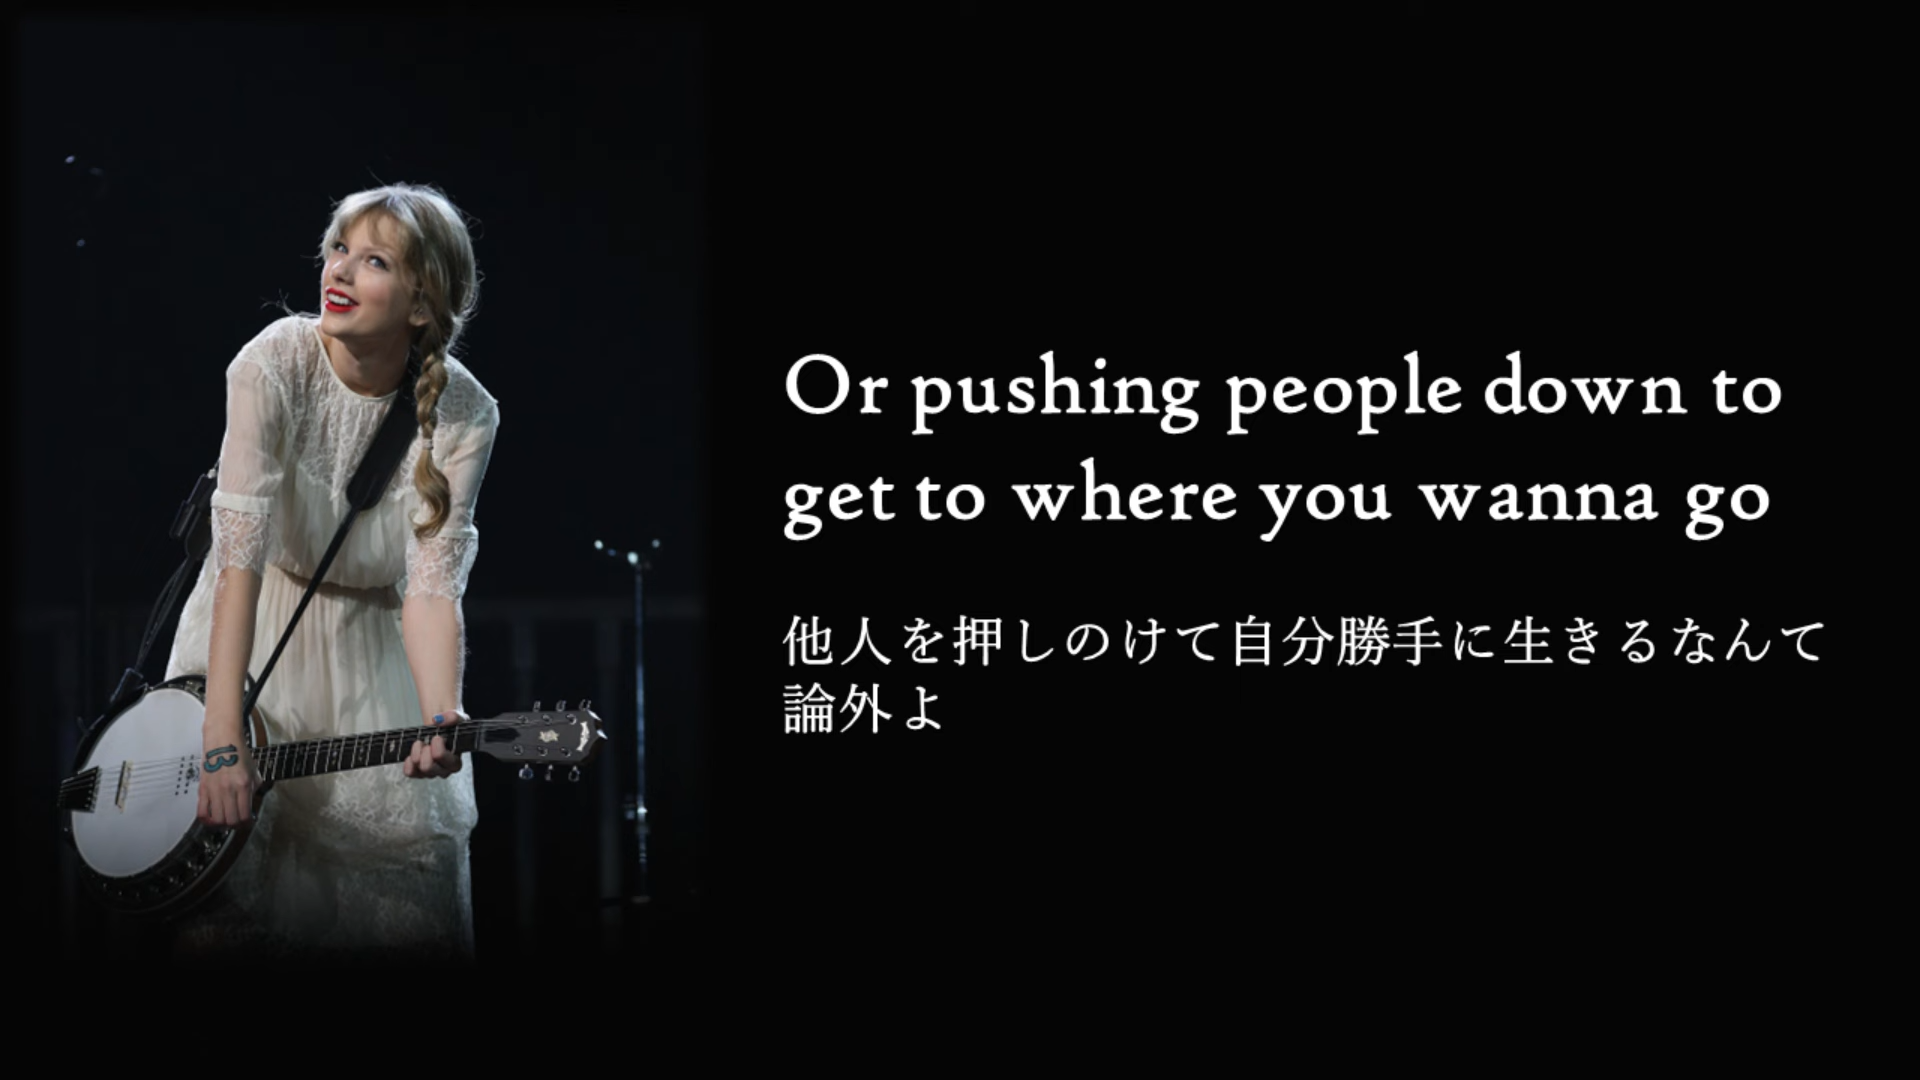 Or pushing people down to
get to where you wanna go
他人を押しのけて自分勝手に生きるなんて
論外よ
13